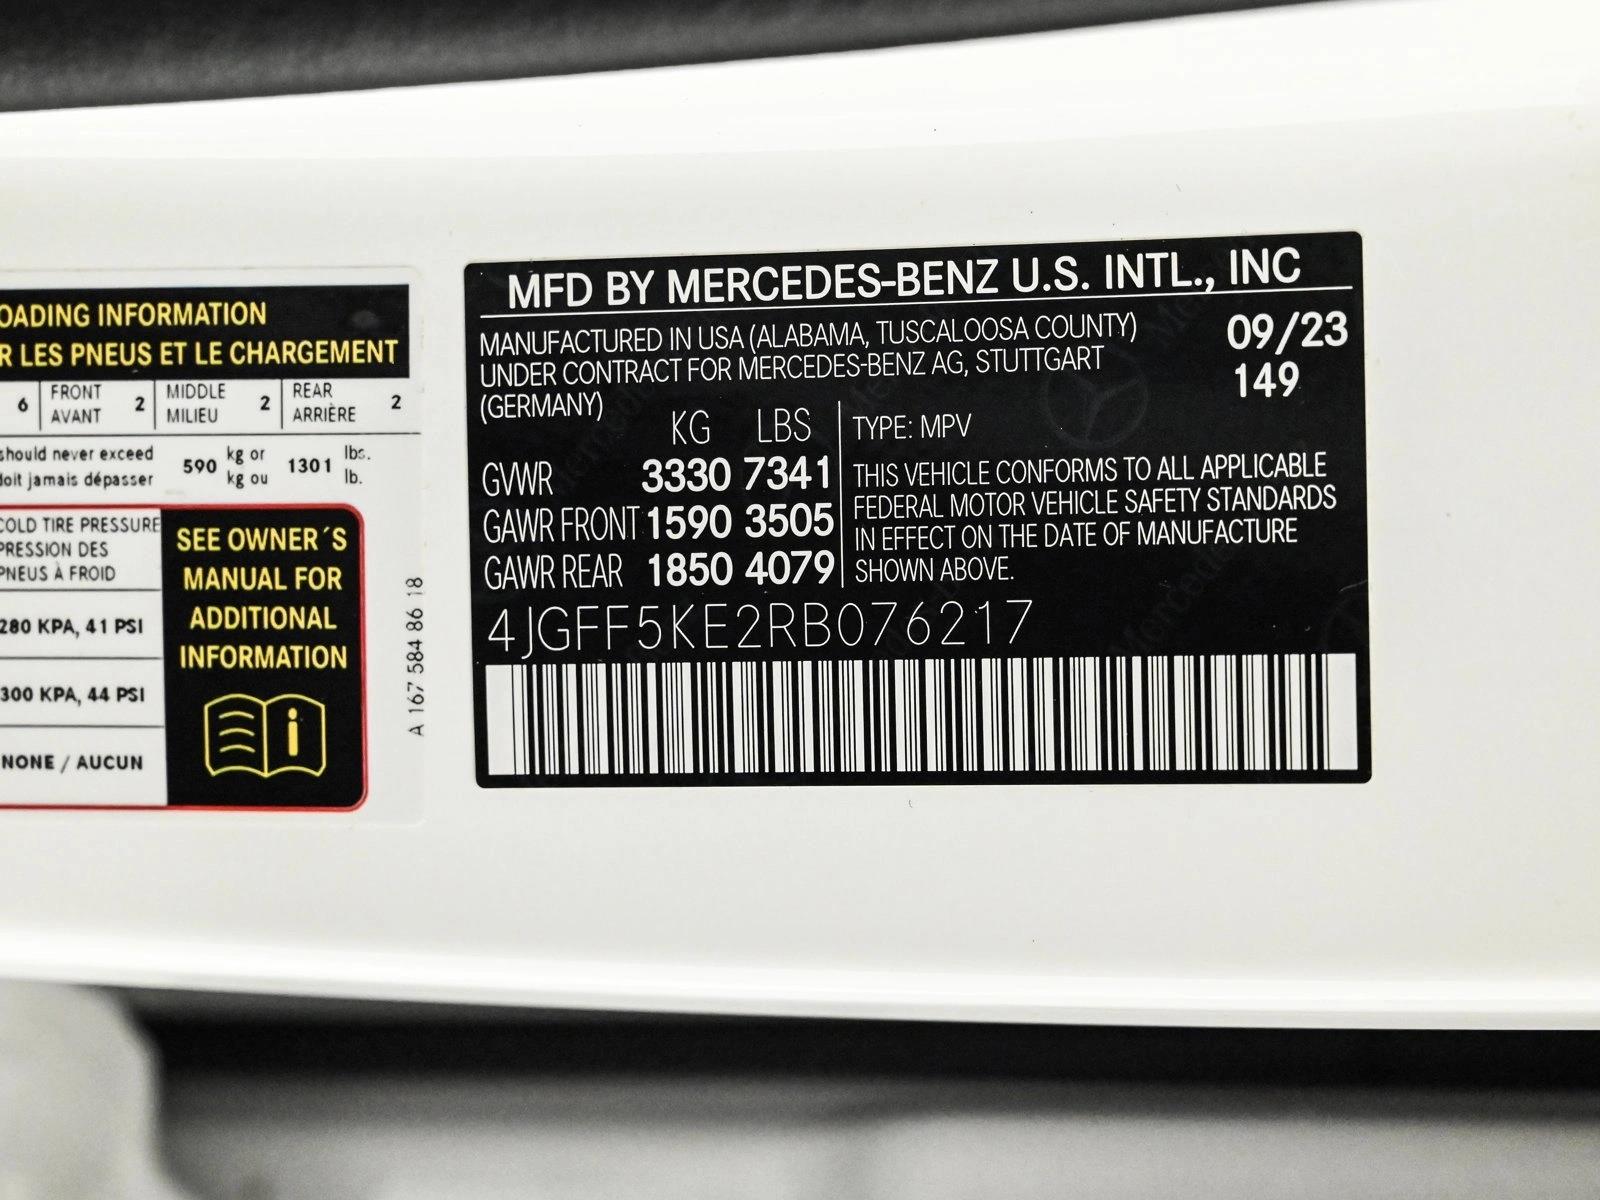 OADING INFORMATION
R LES PNEUS ET LE CHARGEMENT
6 FRONT AVANT 2 MIDDLE MILIEU 2 REAR ARRIÈRE 2
should never exceed
doit jamais dépasser
590 kg or kg ou 1301 lbs. lb.
COLD TIRE PRESSURE
PRESSION DES
PNEUS À FROID
280 KPA, 41 PSI
300 KPA, 44 PSI
NONE / AUCUN
SEE OWNER´S
MANUAL FOR
ADDITIONAL
INFORMATION
A 167 584 86 18
MFD BY MERCEDES-BENZ U.S. INTL., INC
MANUFACTURED IN USA (ALABAMA, TUSCALOOSA COUNTY)
UNDER CONTRACT FOR MERCEDES-BENZ AG, STUTTGART
(GERMANY)
09/23
149
KG LBS
GVWR 3330 7341
GAWR FRONT 1590 3505
GAWR REAR 1850 4079
TYPE: MPV
THIS VEHICLE CONFORMS TO ALL APPLICABLE
FEDERAL MOTOR VEHICLE SAFETY STANDARDS
IN EFFECT ON THE DATE OF MANUFACTURE
SHOWN ABOVE.
4JGFF5KE2RB076217